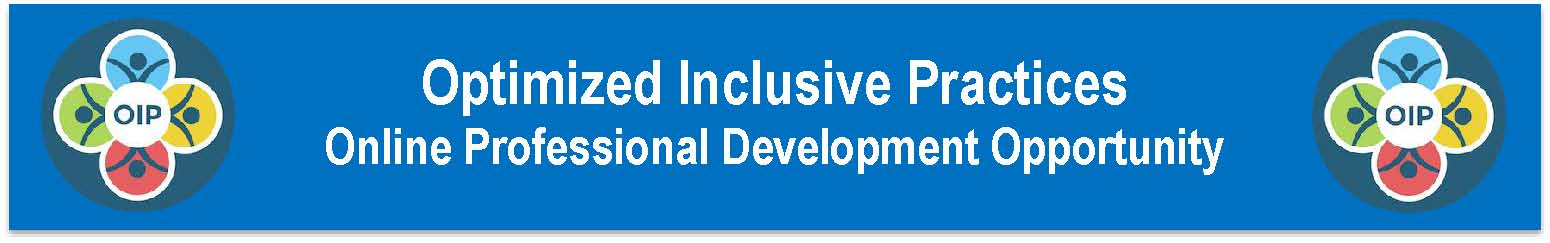 OIP
Optimized Inclusive Practices
Online Professional Development Opportunity
OIP